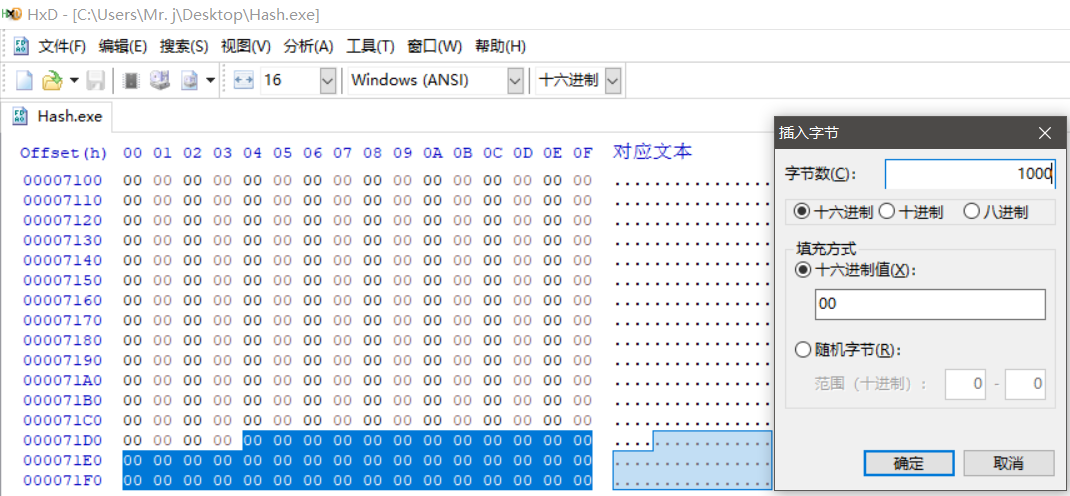 HxD - [C:\Users\Mr. j\Desktop\Hash.exe]
文件(F) 编辑(E) 搜索(S) 视图(V) 分析(A) 工具(T) 窗口(W) 帮助(H)
16 Windows (ANSI) 十六进制
Hash.exe
Offset(h) 00 01 02 03 04 05 06 07 08 09 0A 0B 0C 0D 0E 0F 对应文本
00007100 00 00 00 00 00 00 00 00 00 00 00 00 00 00 00 00 ................
00007110 00 00 00 00 00 00 00 00 00 00 00 00 00 00 00 00 ................
00007120 00 00 00 00 00 00 00 00 00 00 00 00 00 00 00 00 ................
00007130 00 00 00 00 00 00 00 00 00 00 00 00 00 00 00 00 ................
00007140 00 00 00 00 00 00 00 00 00 00 00 00 00 00 00 00 ................
00007150 00 00 00 00 00 00 00 00 00 00 00 00 00 00 00 00 ................
00007160 00 00 00 00 00 00 00 00 00 00 00 00 00 00 00 00 ................
00007170 00 00 00 00 00 00 00 00 00 00 00 00 00 00 00 00 ................
00007180 00 00 00 00 00 00 00 00 00 00 00 00 00 00 00 00 ................
00007190 00 00 00 00 00 00 00 00 00 00 00 00 00 00 00 00 ................
000071A0 00 00 00 00 00 00 00 00 00 00 00 00 00 00 00 00 ................
000071B0 00 00 00 00 00 00 00 00 00 00 00 00 00 00 00 00 ................
000071C0 00 00 00 00 00 00 00 00 00 00 00 00 00 00 00 00 ................
000071D0 00 00 00 00 00 00 00 00 00 00 00 00 00 00 00 00 ................
000071E0 00 00 00 00 00 00 00 00 00 00 00 00 00 00 00 00 ................
000071F0 00 00 00 00 00 00 00 00 00 00 00 00 00 00 00 00 ................
插入字节
字节数(C): 1000
十六进制 十进制 八进制
填充方式
十六进制值(X):
00
随机字节(R):
范围（十进制）: 0 - 0
确定 取消